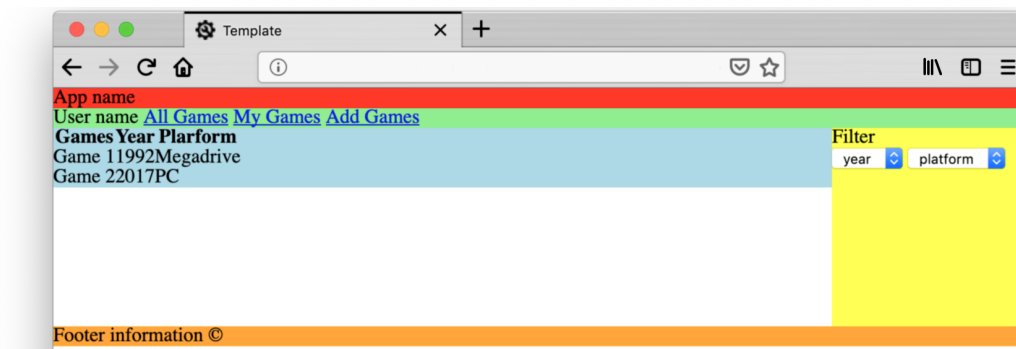 Template
App name
User name All Games My Games Add Games
Games Year Plarform
Game 11992Megadrive
Game 22017PC
Filter
year platform
Footer information ©